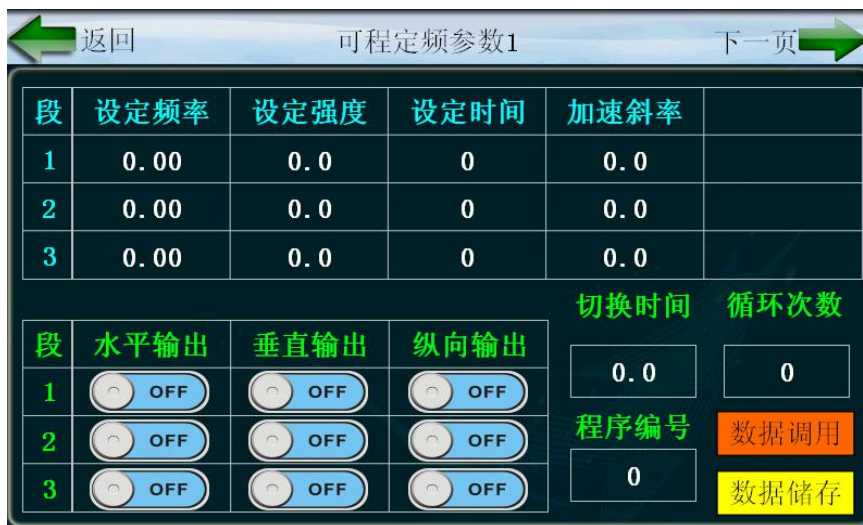 返回 可程定频参数1 下一页
段 设定频率 设定强度 设定时间 加速斜率
1 0.00 0.0 0 0.0
2 0.00 0.0 0 0.0
3 0.00 0.0 0 0.0
切换时间 循环次数
段 水平输出 垂直输出 纵向输出
0.0 0
1 OFF OFF OFF
程序编号 数据调用
2 OFF OFF OFF
0
3 OFF OFF OFF
数据储存